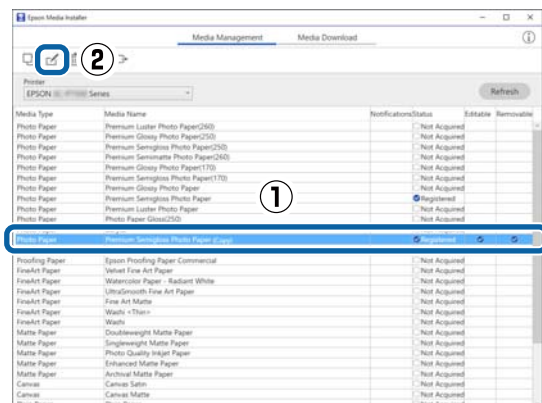 Epson Media Installer
Media Management Media Download
②
Printer
EPSON Series
Refresh
Media Type Media Name Notifications Status Editable Removable
Photo Paper Premium Luster Photo Paper(260) Not Acquired
Photo Paper Premium Glossy Photo Paper(250) Not Acquired
Photo Paper Premium Semigloss Photo Paper(250) Not Acquired
Photo Paper Premium Semimatte Photo Paper(260) Not Acquired
Photo Paper Premium Glossy Photo Paper(170) Not Acquired
Photo Paper Premium Semigloss Photo Paper(170) Not Acquired
Photo Paper Premium Glossy Photo Paper Not Acquired
Photo Paper Premium Semigloss Photo Paper Registered
①
Photo Paper Premium Luster Photo Paper Not Acquired
Photo Paper Photo Paper Gloss(250) Not Acquired
Photo Paper Premium Semigloss Photo Paper (Copy) Registered
Proofing Paper Epson Proofing Paper Commercial Not Acquired
FineArt Paper Velvet Fine Art Paper Not Acquired
FineArt Paper Watercolor Paper - Radiant White Not Acquired
FineArt Paper UltraSmooth Fine Art Paper Not Acquired
FineArt Paper Fine Art Matte Not Acquired
FineArt Paper Washi <Thin> Not Acquired
FineArt Paper Washi Not Acquired
Matte Paper Doubleweight Matte Paper Not Acquired
Matte Paper Singleweight Matte Paper Not Acquired
Matte Paper Photo Quality Inkjet Paper Not Acquired
Matte Paper Enhanced Matte Paper Not Acquired
Matte Paper Archival Matte Paper Not Acquired
Canvas Canvas Satin Not Acquired
Canvas Canvas Matte Not Acquired